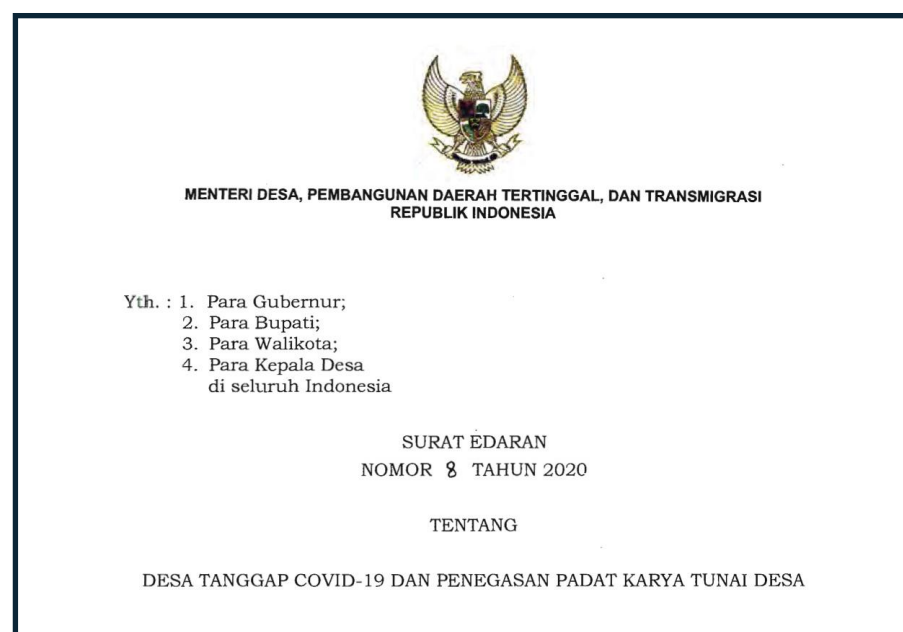 MENTERI DESA, PEMBANGUNAN DAERAH TERTINGGAL, DAN TRANSMIGRASI
REPUBLIK INDONESIA
Yth. : 1. Para Gubernur;
2. Para Bupati;
3. Para Walikota;
4. Para Kepala Desa
di seluruh Indonesia
SURAT EDARAN
NOMOR 8 TAHUN 2020
TENTANG
DESA TANGGAP COVID-19 DAN PENEGASAN PADAT KARYA TUNAI DESA